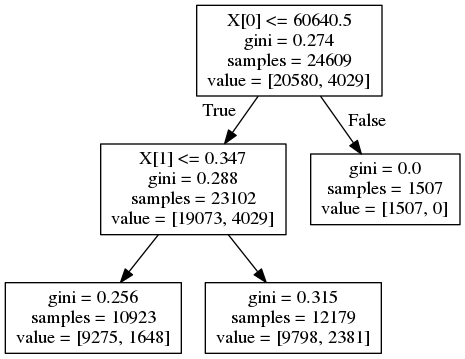 X[0] <= 60640.5
gini = 0.274
samples = 24609
value = [20580, 4029]
True
False
X[1] <= 0.347
gini = 0.288
samples = 23102
value = [19073, 4029]
gini = 0.0
samples = 1507
value = [1507, 0]
gini = 0.256
samples = 10923
value = [9275, 1648]
gini = 0.315
samples = 12179
value = [9798, 2381]